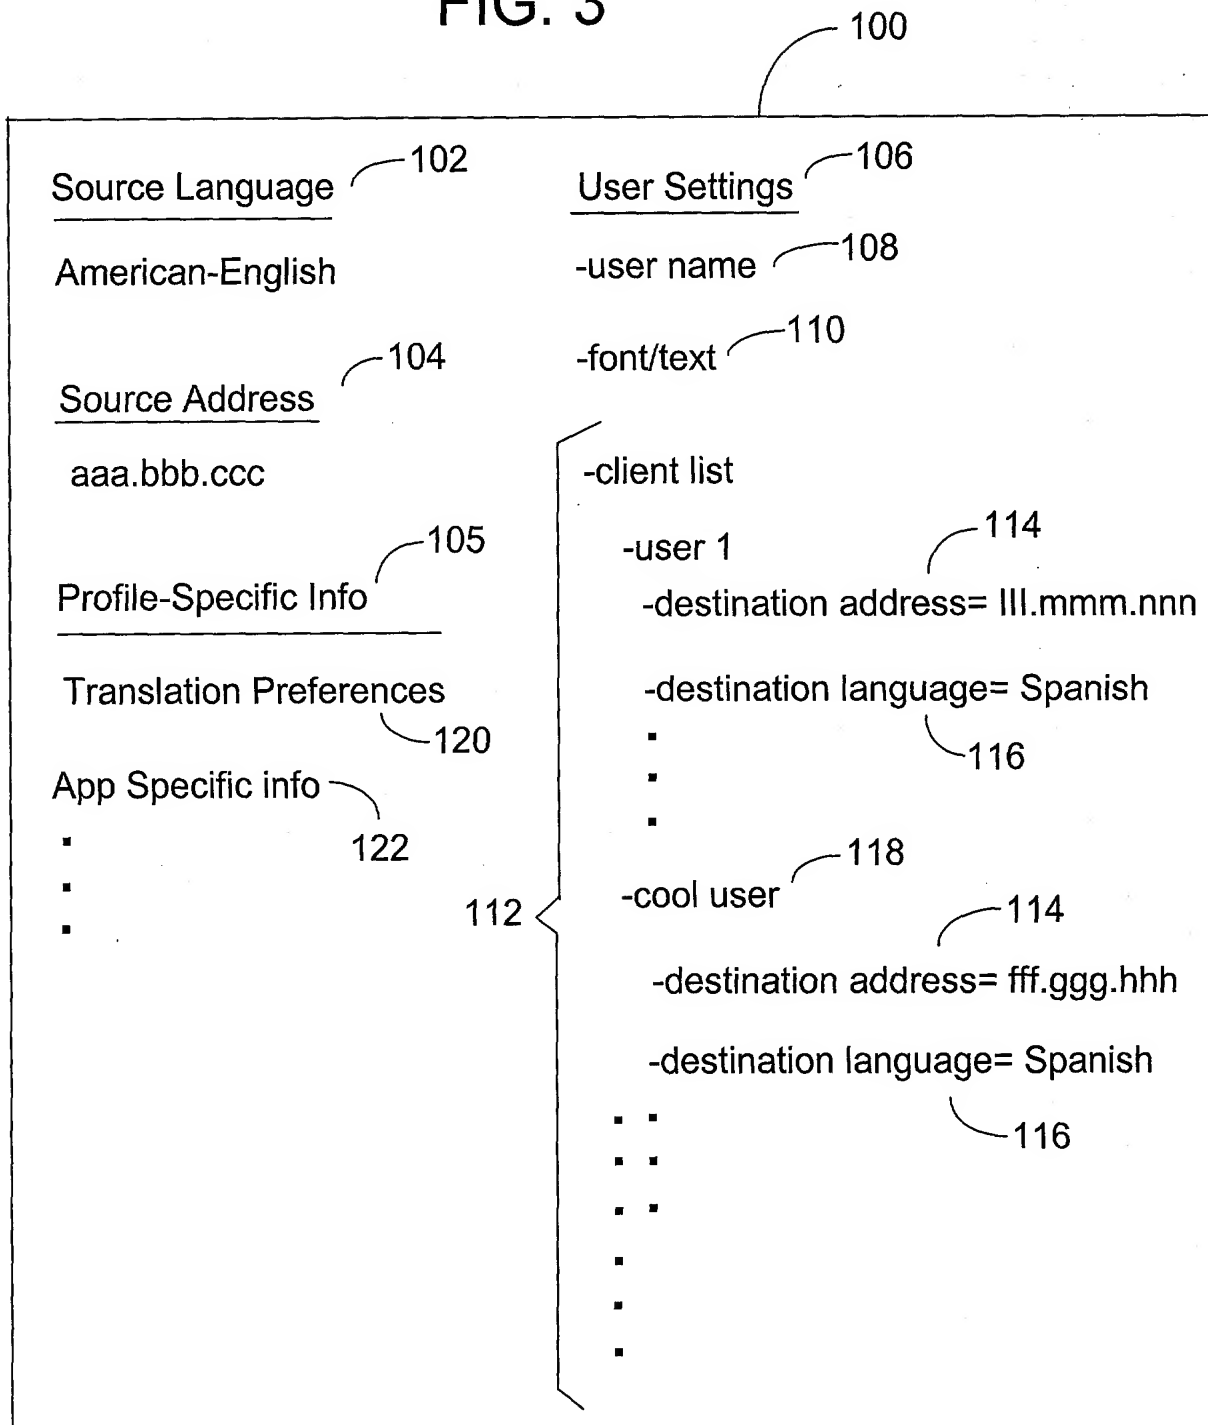 FIG. 3
100
Source Language 102
American-English
Source Address 104
aaa.bbb.ccc
Profile-Specific Info 105
Translation Preferences
120
App Specific info
122
User Settings 106
-user name 108
-font/text 110
112
-client list
-user 1
114
-destination address= lll.mmm.nnn
-destination language= Spanish
116
-cool user 118
114
-destination address= fff.ggg.hhh
-destination language= Spanish
116